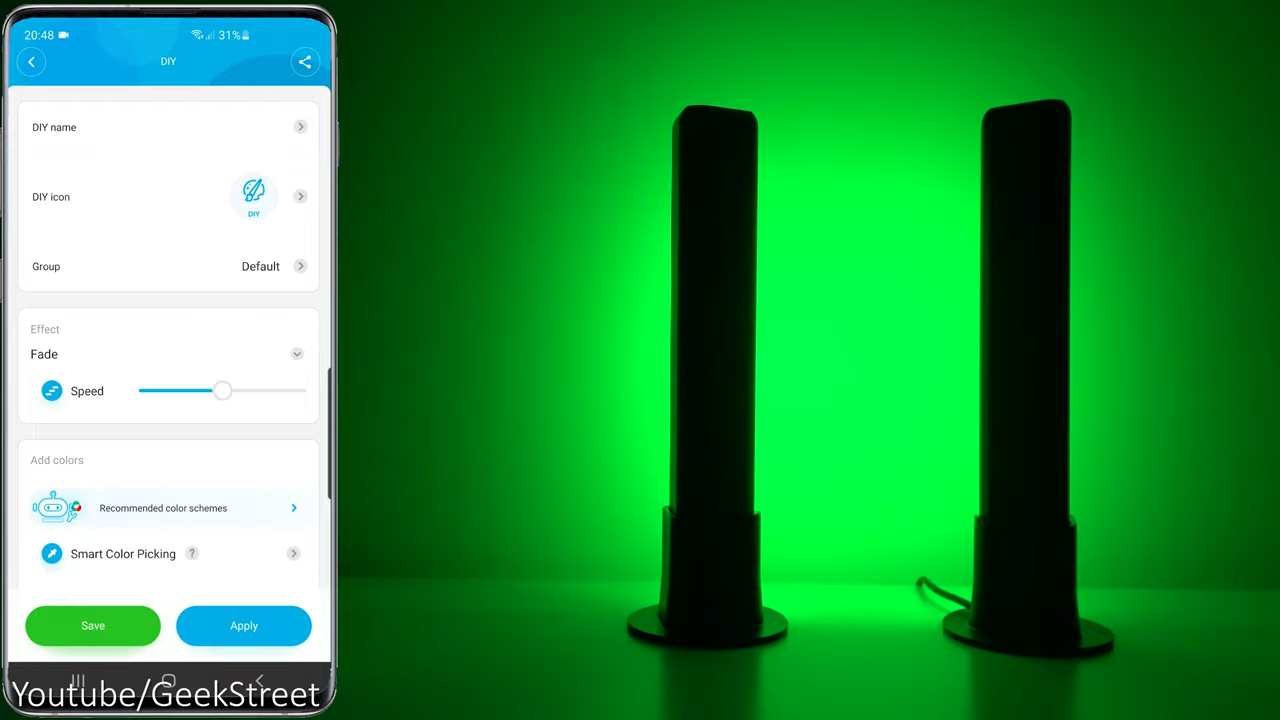 20:48 31%
DIY
DIY name
DIY icon
DIY
Group Default
Effect
Fade
Speed
Add colors
Recommended color schemes
Smart Color Picking ?
Save Apply
Youtube/GeekStreet